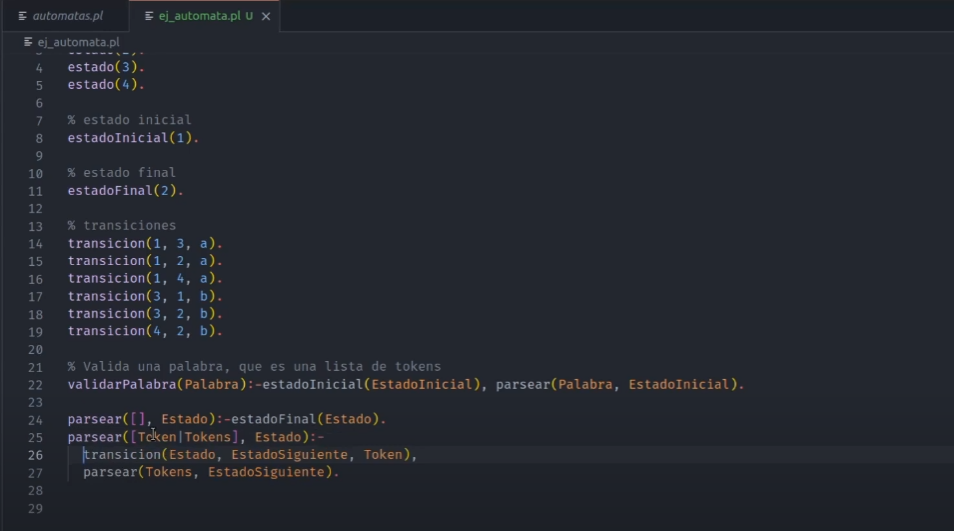 automatas.pl
ej_automata.pl U
ej_automata.pl
4 estado(3).
5 estado(4).
6
7 % estado inicial
8 estadoInicial(1).
9
10 % estado final
11 estadoFinal(2).
12
13 % transiciones
14 transicion(1, 3, a).
15 transicion(1, 2, a).
16 transicion(1, 4, a).
17 transicion(3, 1, b).
18 transicion(3, 2, b).
19 transicion(4, 2, b).
20
21 % Valida una palabra, que es una lista de tokens
22 validarPalabra(Palabra):-estadoInicial(EstadoInicial), parsear(Palabra, EstadoInicial).
23
24 parsear([], Estado):-estadoFinal(Estado).
25 parsear([Token|Tokens], Estado):-
26 transicion(Estado, EstadoSiguiente, Token),
27 parsear(Tokens, EstadoSiguiente).
28
29